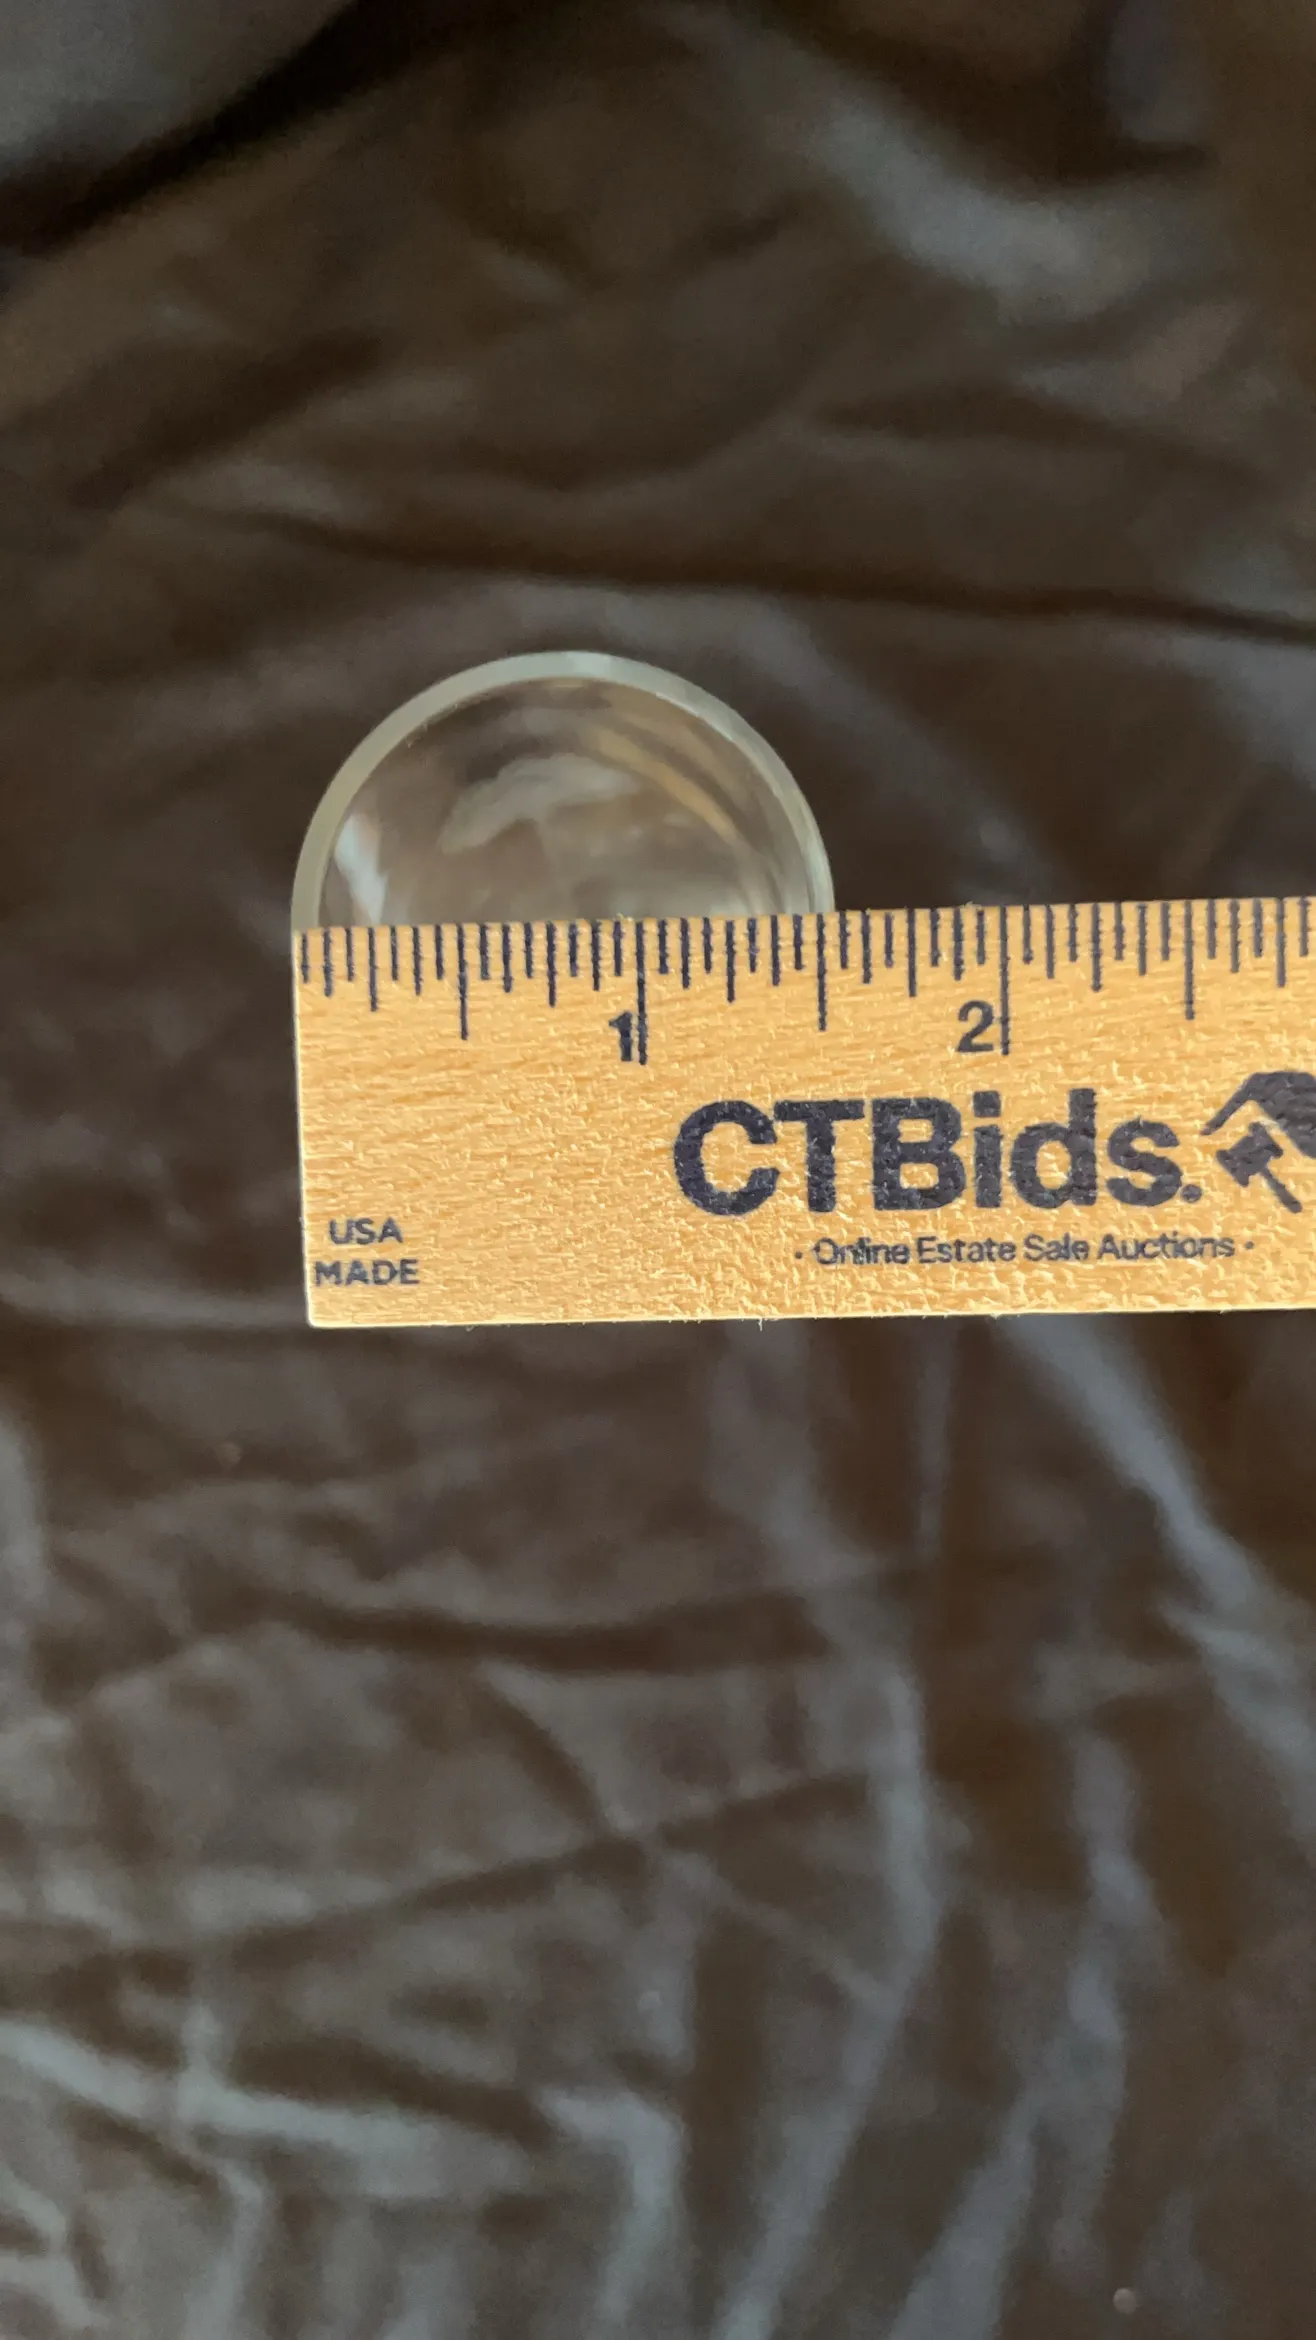 1 2
CTBids.
· Online Estate Sale Auctions ·
USA
MADE